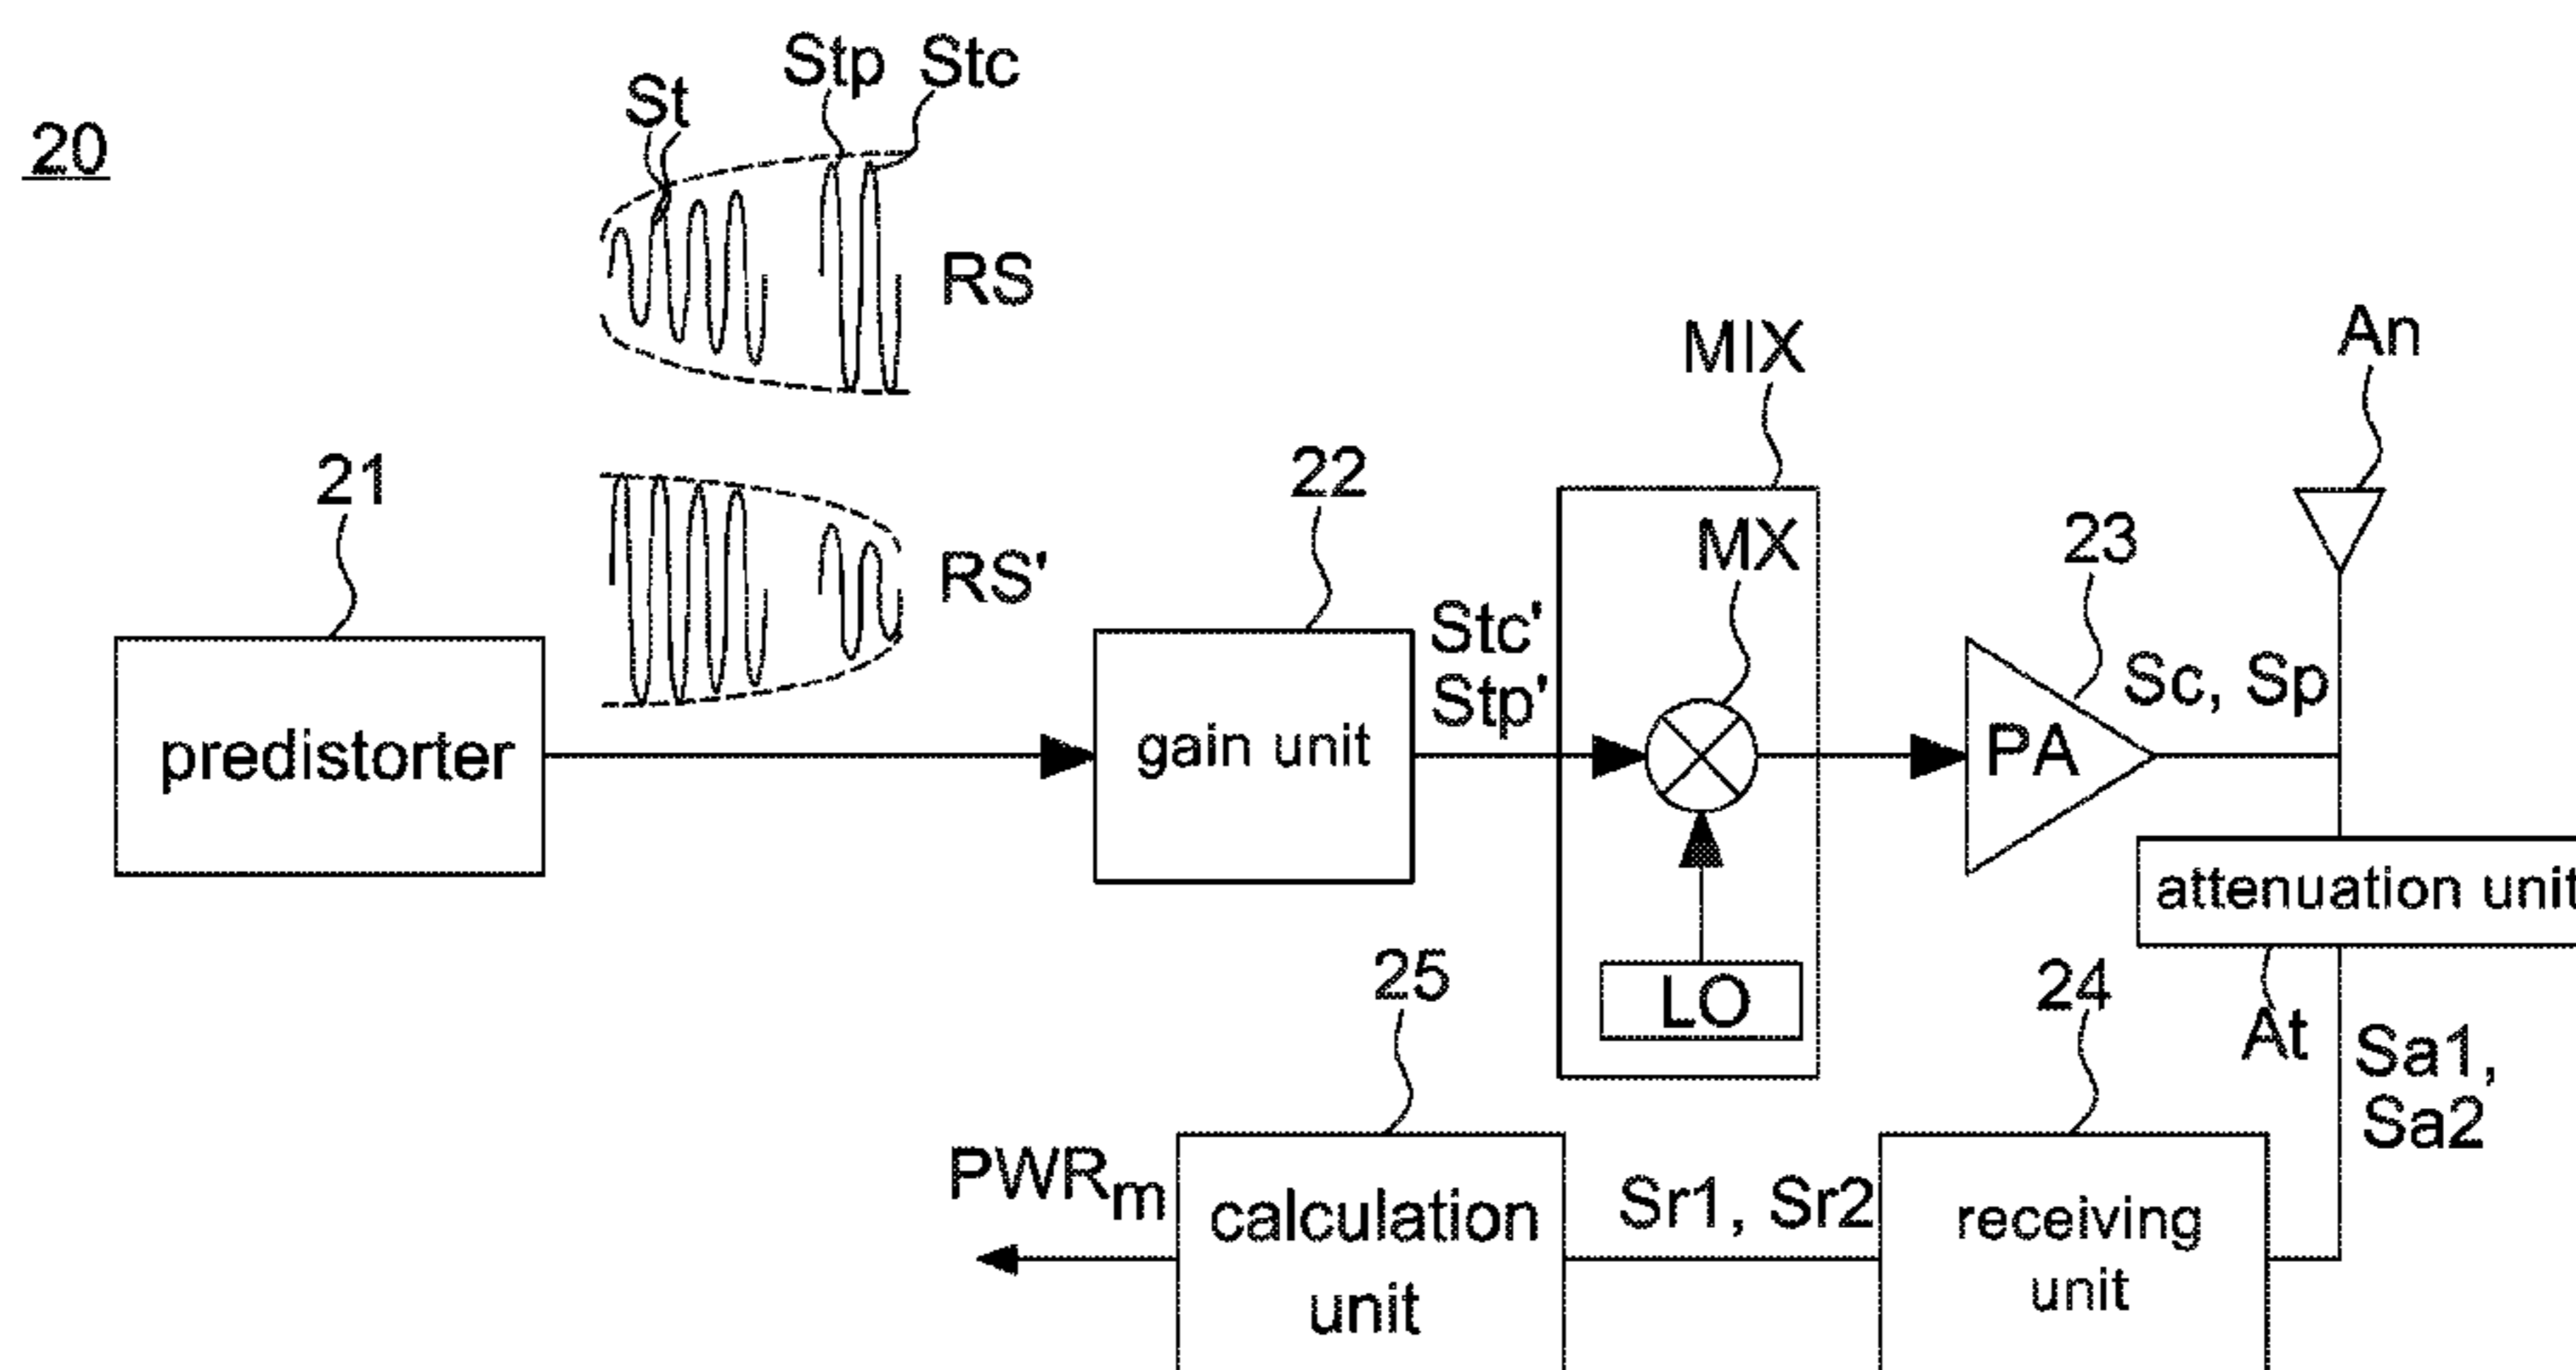 20
St
Stp
Stc
RS
RS'
21
predistorter
22
gain unit
Stc'
Stp'
MIX
MX
LO
23
PA
Sc, Sp
An
attenuation unit
At
Sa1,
Sa2
24
receiving
unit
Sr1, Sr2
25
calculation
unit
PWRm